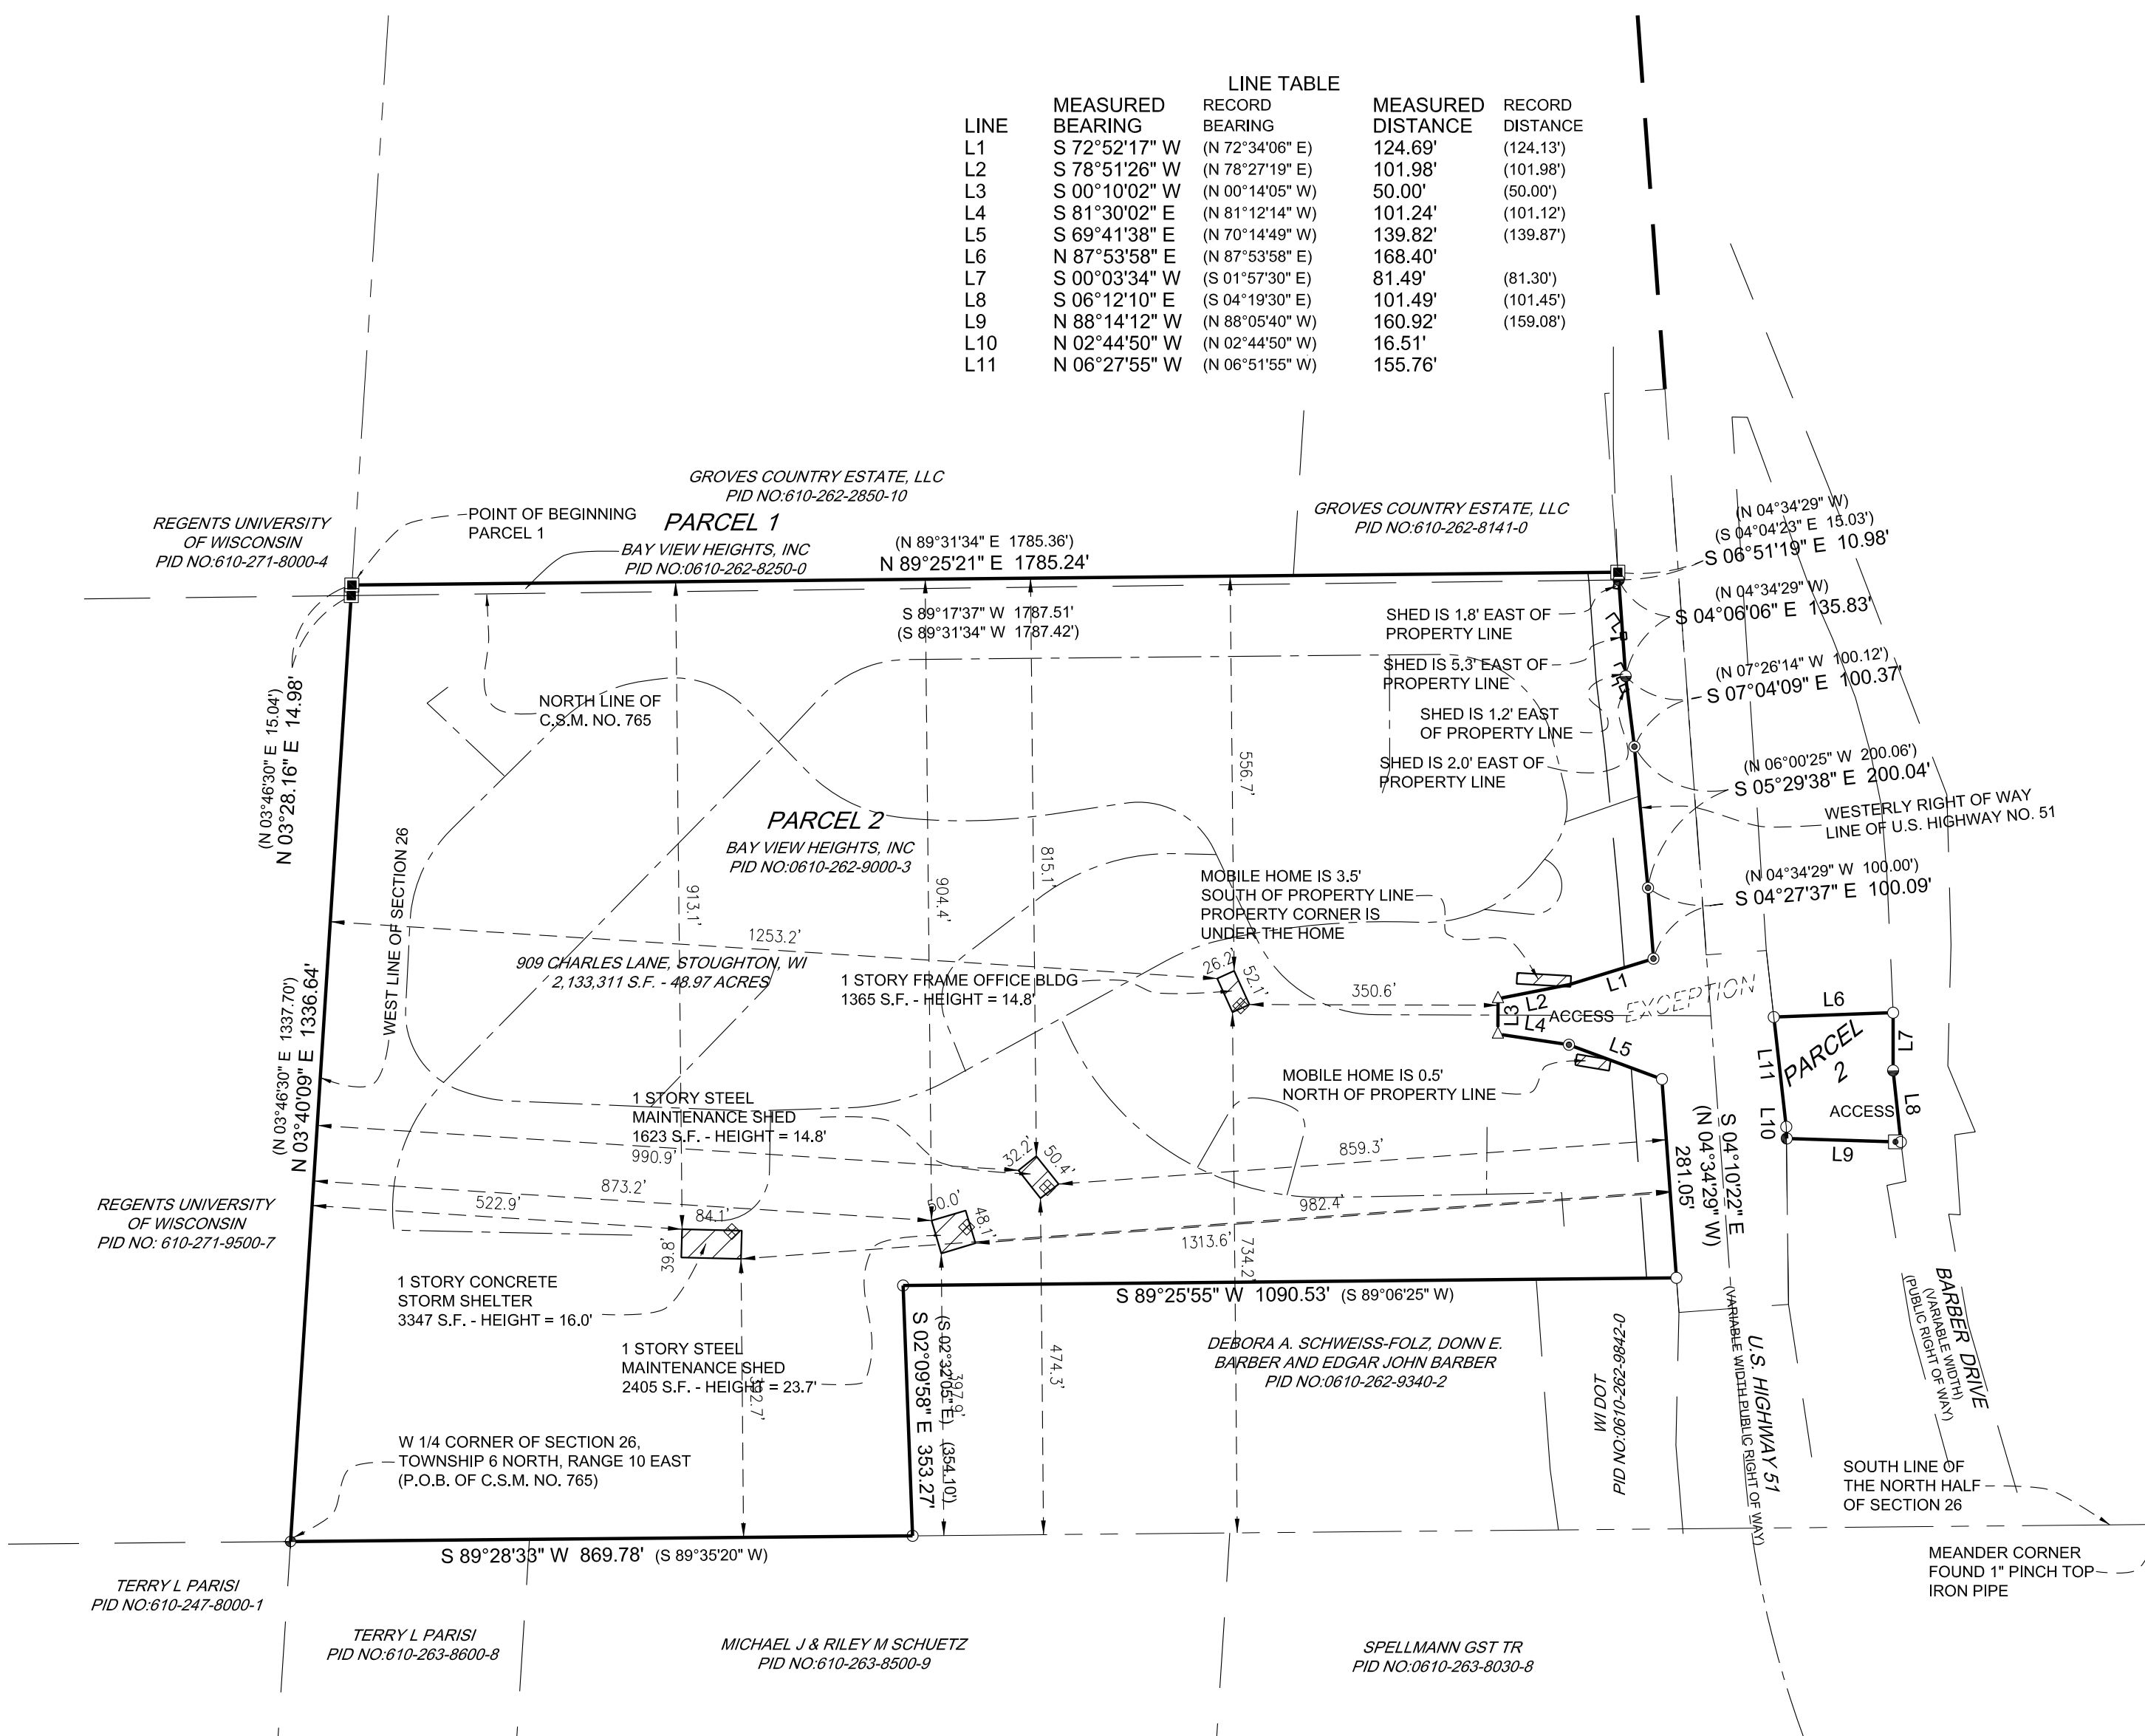 LINE TABLE
LINE MEASURED BEARING RECORD BEARING MEASURED DISTANCE RECORD DISTANCE
L1 S 72°52'17" W (N 72°34'06" E) 124.69' (124.13')
L2 S 78°51'26" W (N 78°27'19" E) 101.98' (101.98')
L3 S 00°10'02" W (N 00°14'05" W) 50.00' (50.00')
L4 S 81°30'02" E (N 81°12'14" W) 101.24' (101.12')
L5 S 69°41'38" E (N 70°14'49" W) 139.82' (139.87')
L6 N 87°53'58" E (N 87°53'58" E) 168.40'
L7 S 00°03'34" W (S 01°57'30" E) 81.49' (81.30')
L8 S 06°12'10" E (S 04°19'30" E) 101.49' (101.45')
L9 N 88°14'12" W (N 88°05'40" W) 160.92' (159.08')
L10 N 02°44'50" W (N 02°44'50" W) 16.51'
L11 N 06°27'55" W (N 06°51'55" W) 155.76'
GROVES COUNTRY ESTATE, LLC
PID NO:610-262-2850-10
REGENTS UNIVERSITY
OF WISCONSIN
PID NO:610-271-8000-4
POINT OF BEGINNING
PARCEL 1
PARCEL 1
BAY VIEW HEIGHTS, INC
PID NO:0610-262-8250-0
(N 89°31'34" E 1785.36')
N 89°25'21" E 1785.24'
GROVES COUNTRY ESTATE, LLC
PID NO:610-262-8141-0
(N 04°34'29" W)
(S 04°04'23" E 15.03')
S 06°51'19" E 10.98'
(N 04°34'29" W)
S 04°06'06" E 135.83'
(N 07°26'14" W 100.12')
S 07°04'09" E 100.37'
(N 06°00'25" W 200.06')
S 05°29'38" E 200.04'
WESTERLY RIGHT OF WAY
LINE OF U.S. HIGHWAY NO. 51
(N 04°34'29" W 100.00')
S 04°27'37" E 100.09'
S 89°17'37" W 1787.51'
(S 89°31'34" W 1787.42')
SHED IS 1.8' EAST OF
PROPERTY LINE
SHED IS 5.3' EAST OF
PROPERTY LINE
SHED IS 1.2' EAST
OF PROPERTY LINE
SHED IS 2.0' EAST OF
PROPERTY LINE
(N 03°46'30" E 15.04')
N 03°28.16" E 14.98'
NORTH LINE OF
C.S.M. NO. 765
556.7'
815.1'
904.4'
913.1'
PARCEL 2
BAY VIEW HEIGHTS, INC
PID NO:0610-262-9000-3
WEST LINE OF SECTION 26
MOBILE HOME IS 3.5'
SOUTH OF PROPERTY LINE
PROPERTY CORNER IS
UNDER THE HOME
1253.2'
909 CHARLES LANE, STOUGHTON, WI
2,133,311 S.F. - 48.97 ACRES
1 STORY FRAME OFFICE BLDG
1365 S.F. - HEIGHT = 14.8'
26.2'
52.1'
350.6'
L1
L2
L3
L4
L5
ACCESS
EXCEPTION
L6
L7
L8
L9
L10
L11
PARCEL
2
ACCESS
(N 03°46'30" E 1337.70')
N 03°40'09" E 1336.64'
MOBILE HOME IS 0.5'
NORTH OF PROPERTY LINE
1 STORY STEEL
MAINTENANCE SHED
1623 S.F. - HEIGHT = 14.8'
990.9'
32.2'
50.4'
859.3'
873.2'
522.9'
84.1'
39.8'
50.0'
48.1'
982.4'
1313.6'
734.2'
S 04°10'22" E
(N 04°34'29" W)
281.05'
REGENTS UNIVERSITY
OF WISCONSIN
PID NO: 610-271-9500-7
1 STORY CONCRETE
STORM SHELTER
3347 S.F. - HEIGHT = 16.0'
1 STORY STEEL
MAINTENANCE SHED
2405 S.F. - HEIGHT = 23.7'
S 89°25'55" W 1090.53' (S 89°06'25" W)
S 02°09'58" E 353.27'
(S 02°32'05" E) (354.10')
397.9'
474.3'
DEBORA A. SCHWEISS-FOLZ, DONN E.
BARBER AND EDGAR JOHN BARBER
PID NO:0610-262-9340-2
WI DOT
PID NO:0610-262-9842-0
U.S. HIGHWAY 51
(VARIABLE WIDTH PUBLIC RIGHT OF WAY)
BARBER DRIVE
(VARIABLE WIDTH)
(PUBLIC RIGHT OF WAY)
W 1/4 CORNER OF SECTION 26,
TOWNSHIP 6 NORTH, RANGE 10 EAST
(P.O.B. OF C.S.M. NO. 765)
SOUTH LINE OF
THE NORTH HALF
OF SECTION 26
S 89°28'33" W 869.78' (S 89°35'20" W)
MEANDER CORNER
FOUND 1" PINCH TOP
IRON PIPE
TERRY L PARISI
PID NO:610-247-8000-1
TERRY L PARISI
PID NO:610-263-8600-8
MICHAEL J & RILEY M SCHUETZ
PID NO:610-263-8500-9
SPELLMANN GST TR
PID NO:0610-263-8030-8